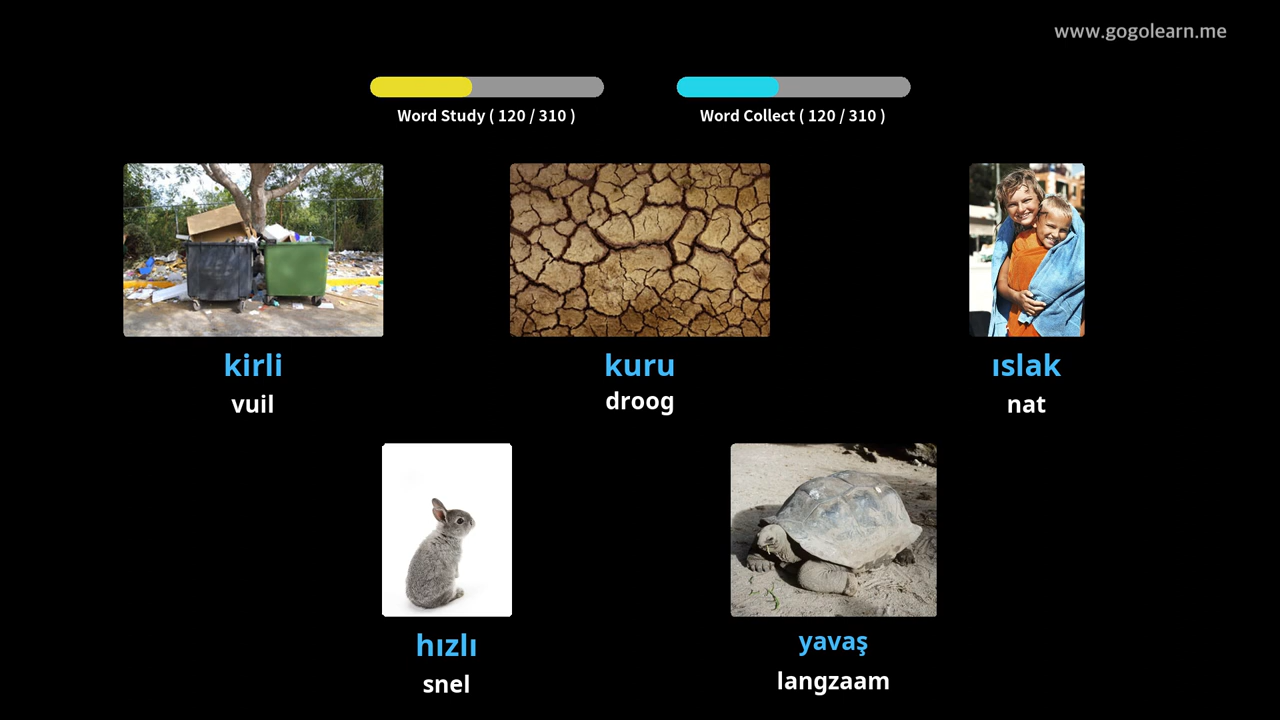 www.gogolearn.me
Word Study ( 120 / 310 )
Word Collect ( 120 / 310 )
kirli
kuru
ıslak
vuil
droog
nat
hızlı
yavaş
snel
langzaam